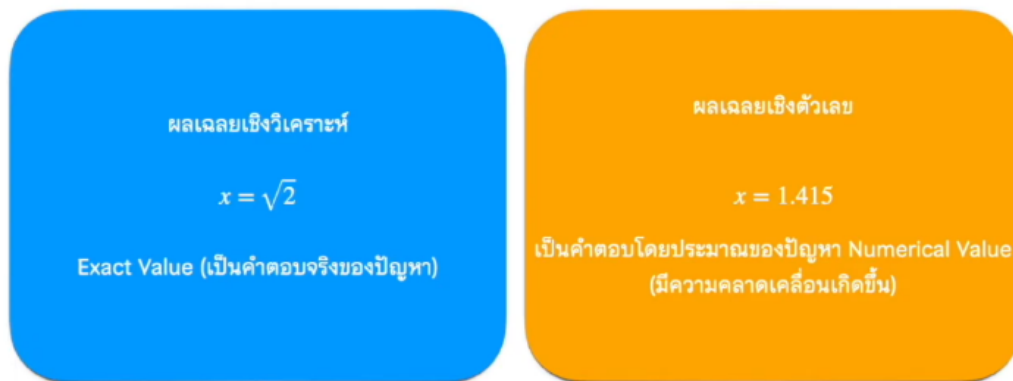 ผลเฉลยเชิงวิเคราะห์
x = √2
Exact Value (เป็นคำตอบจริงของปัญหา)
ผลเฉลยเชิงตัวเลข
x = 1.415
เป็นคำตอบโดยประมาณของปัญหา Numerical Value
(มีความคลาดเคลื่อนเกิดขึ้น)